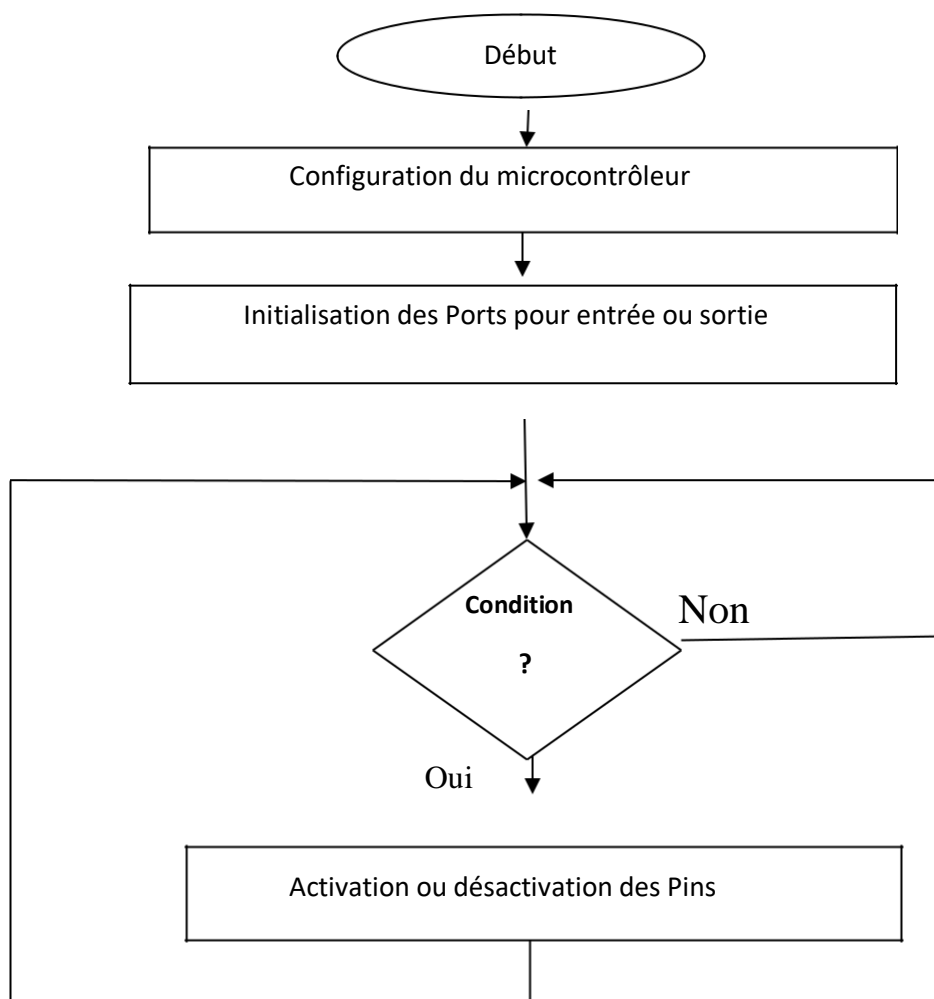 Début
Configuration du microcontrôleur
Initialisation des Ports pour entrée ou sortie
Condition
?
Non
Oui
Activation ou désactivation des Pins